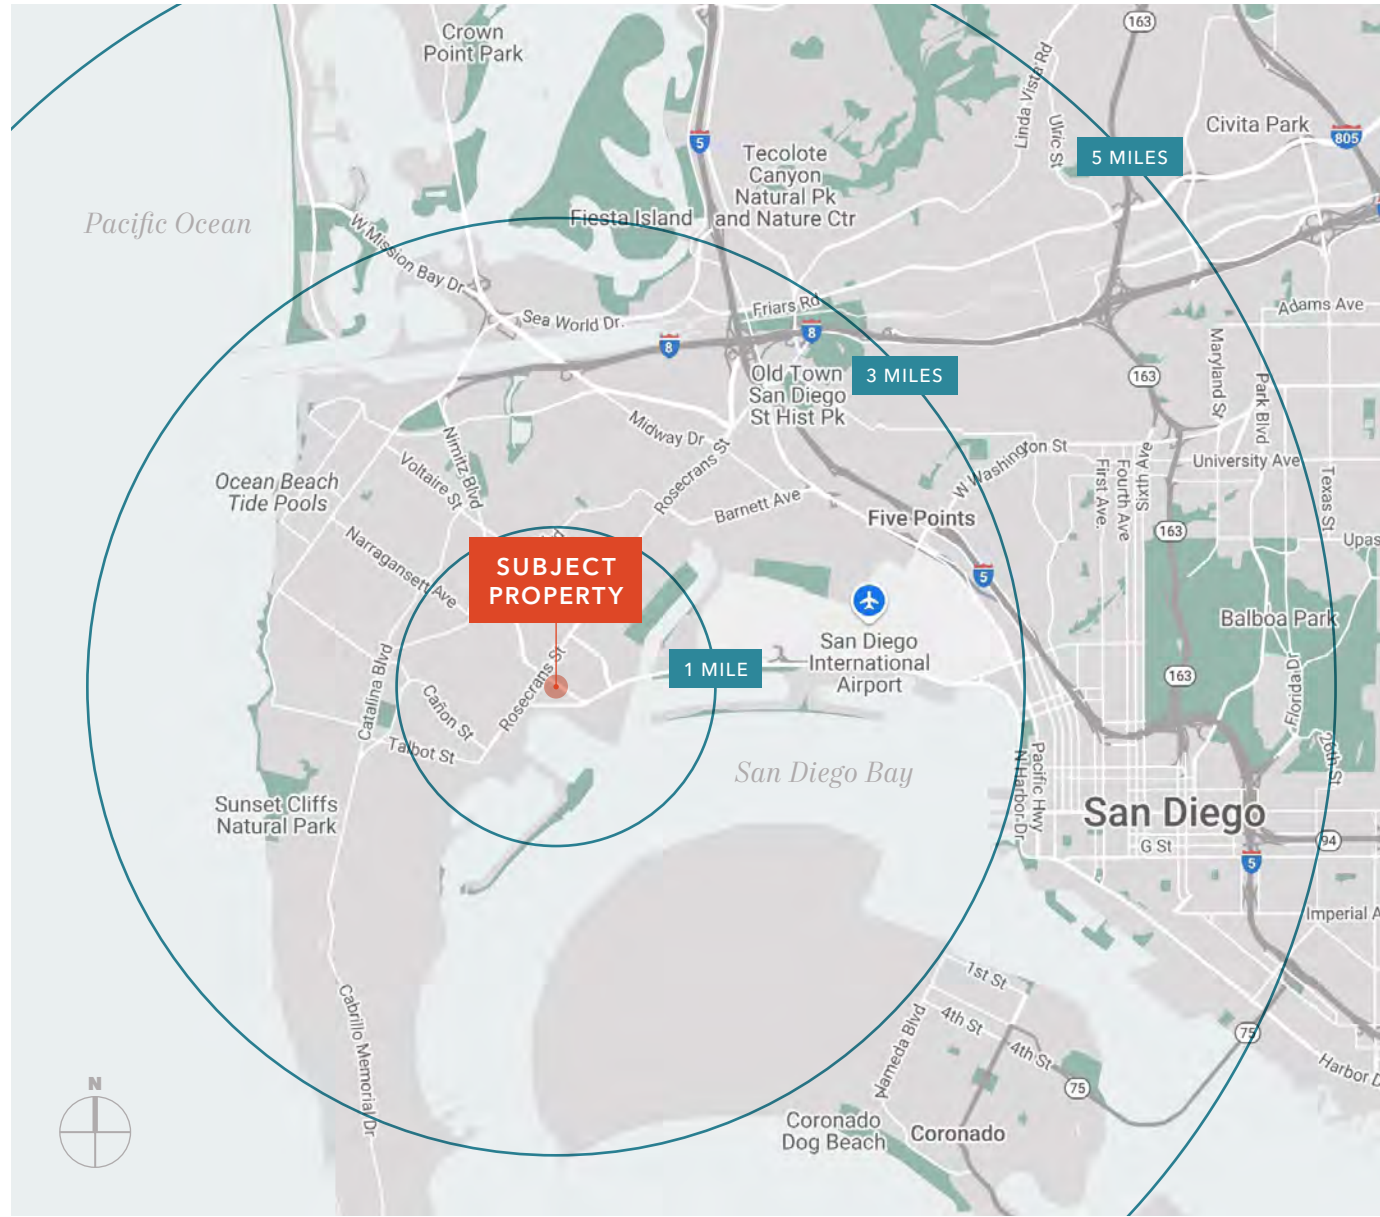 Crown
Point Park
163
Linda Vista Rd
Ulric St
Civita Park
805
5
5 MILES
Tecolote
Canyon
Natural Pk
and Nature Ctr
Pacific Ocean
Fiesta Island
W Mission Bay Dr
Sea World Dr.
Friars Rd
8
8
Adams Ave
Old Town
San Diego
St Hist Pk
3 MILES
163
Maryland St
Park Blvd
Midway Dr
Nimitz Blvd
Voltaire St
Rosecrans St
W Washington St
University Ave
First Ave.
Fourth Ave
Sixth Ave
Texas St
Ocean Beach
Tide Pools
Barnett Ave
Five Points
163
Upas
Narragansett Ave
SUBJECT
PROPERTY
5
Balboa Park
San Diego
International
Airport
1 MILE
Rosecrans St
Catalina Blvd
Cañon St
Talbot St
163
Florida Dr
26th St
San Diego Bay
Pacific Hwy
N Harbor Dr
Sunset Cliffs
Natural Park
San Diego
G St
94
5
Imperial A
1st St
Cabrillo Memorial Dr
Alameda Blvd
4th St
4th St
75
75
Harbor D
N
Coronado
Dog Beach
Coronado